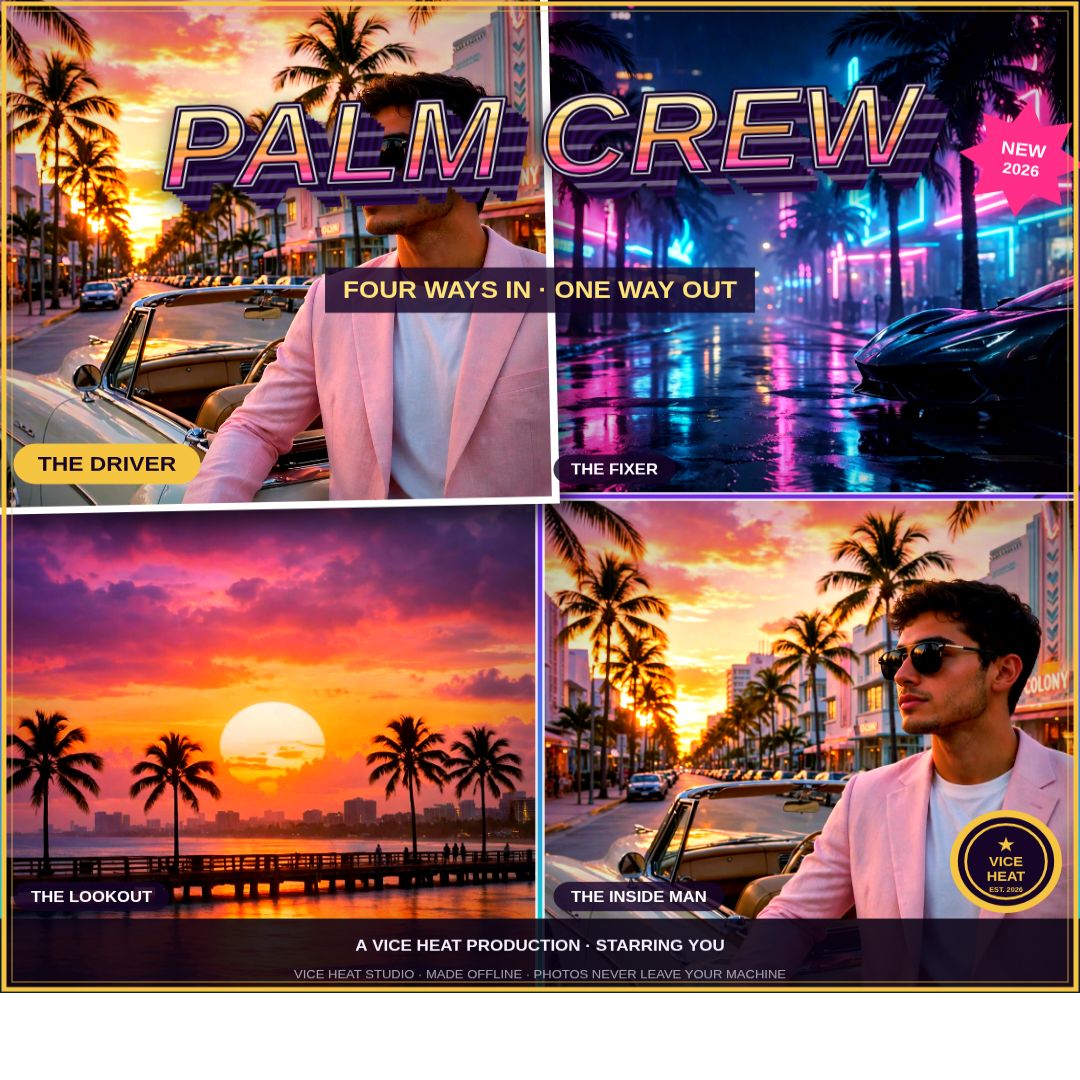 PALM CREW
NEW
2026
FOUR WAYS IN · ONE WAY OUT
THE DRIVER
THE FIXER
COLONY
THE LOOKOUT
THE INSIDE MAN
★
VICE
HEAT
EST. 2026
A VICE HEAT PRODUCTION · STARRING YOU
VICE HEAT STUDIO · MADE OFFLINE · PHOTOS NEVER LEAVE YOUR MACHINE